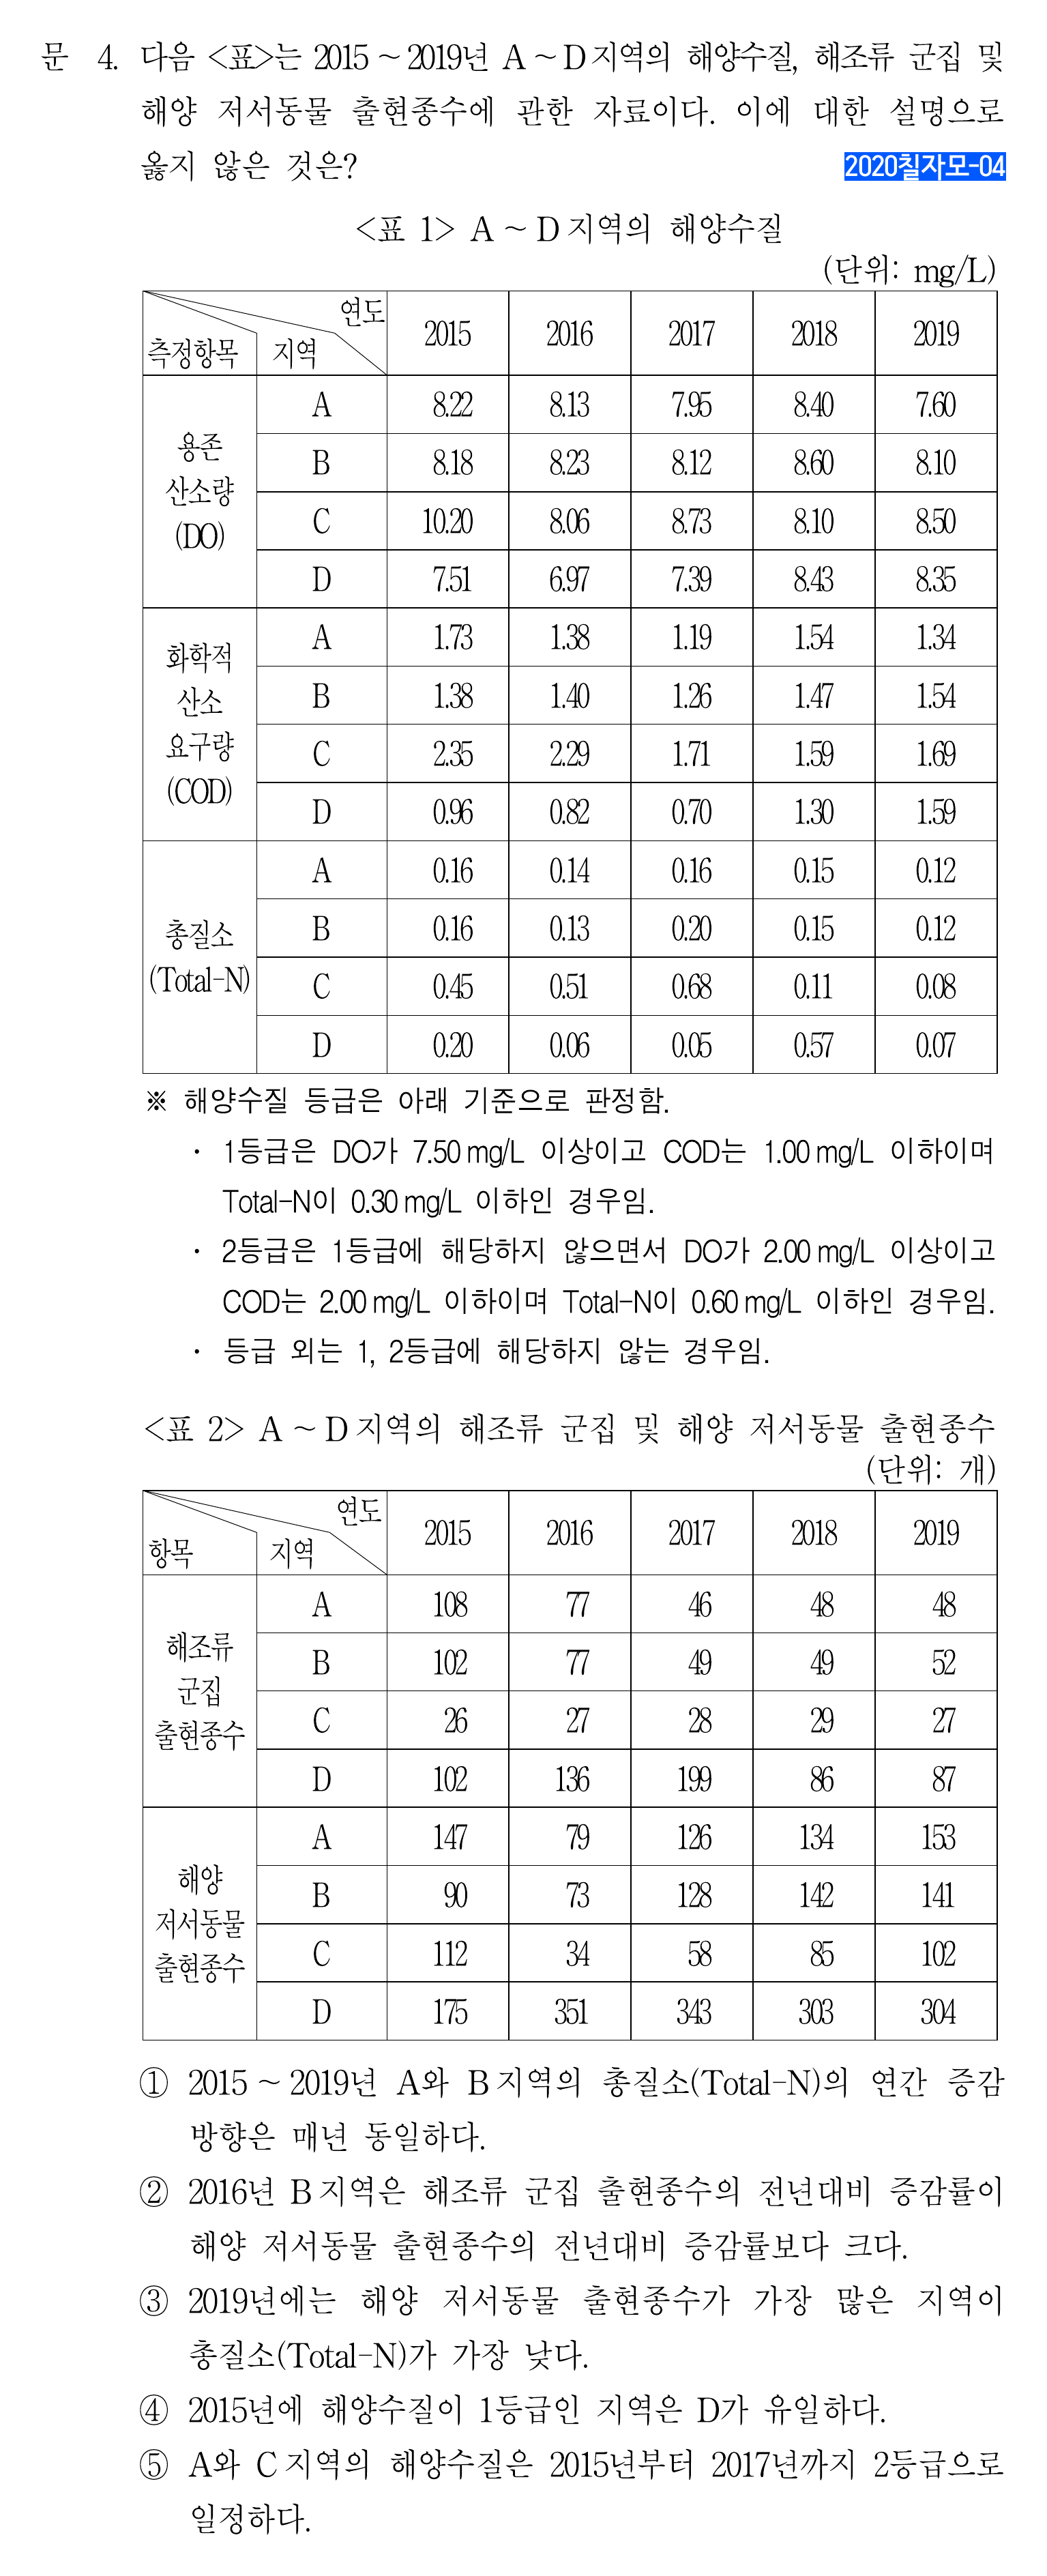 문 4. 다음 <표>는 2015 ~ 2019년 A ~ D지역의 해양수질, 해조류 군집 및
해양 저서동물 출현종수에 관한 자료이다. 이에 대한 설명으로
옳지 않은 것은?
2020칠자모-04
<표 1> A ~ D지역의 해양수질
(단위: mg/L)
측정항목 지역 연도 2015 2016 2017 2018 2019
용존 산소량 (DO) A 8.22 8.13 7.95 8.40 7.60
B 8.18 8.23 8.12 8.60 8.10
C 10.20 8.06 8.73 8.10 8.50
D 7.51 6.97 7.39 8.43 8.35
화학적 산소 요구량 (COD) A 1.73 1.38 1.19 1.54 1.34
B 1.38 1.40 1.26 1.47 1.54
C 2.35 2.29 1.71 1.59 1.69
D 0.96 0.82 0.70 1.30 1.59
총질소 (Total-N) A 0.16 0.14 0.16 0.15 0.12
B 0.16 0.13 0.20 0.15 0.12
C 0.45 0.51 0.68 0.11 0.08
D 0.20 0.06 0.05 0.57 0.07
※ 해양수질 등급은 아래 기준으로 판정함.
· 1등급은 DO가 7.50 mg/L 이상이고 COD는 1.00 mg/L 이하이며
Total-N이 0.30 mg/L 이하인 경우임.
· 2등급은 1등급에 해당하지 않으면서 DO가 2.00 mg/L 이상이고
COD는 2.00 mg/L 이하이며 Total-N이 0.60 mg/L 이하인 경우임.
· 등급 외는 1, 2등급에 해당하지 않는 경우임.
<표 2> A ~ D지역의 해조류 군집 및 해양 저서동물 출현종수
(단위: 개)
항목 지역 연도 2015 2016 2017 2018 2019
해조류 군집 출현종수 A 108 77 46 48 48
B 102 77 49 49 52
C 26 27 28 29 27
D 102 136 199 86 87
해양 저서동물 출현종수 A 147 79 126 134 153
B 90 73 128 142 141
C 112 34 58 85 102
D 175 351 343 303 304
① 2015 ~ 2019년 A와 B지역의 총질소(Total-N)의 연간 증감
방향은 매년 동일하다.
② 2016년 B지역은 해조류 군집 출현종수의 전년대비 증감률이
해양 저서동물 출현종수의 전년대비 증감률보다 크다.
③ 2019년에는 해양 저서동물 출현종수가 가장 많은 지역이
총질소(Total-N)가 가장 낮다.
④ 2015년에 해양수질이 1등급인 지역은 D가 유일하다.
⑤ A와 C지역의 해양수질은 2015년부터 2017년까지 2등급으로
일정하다.